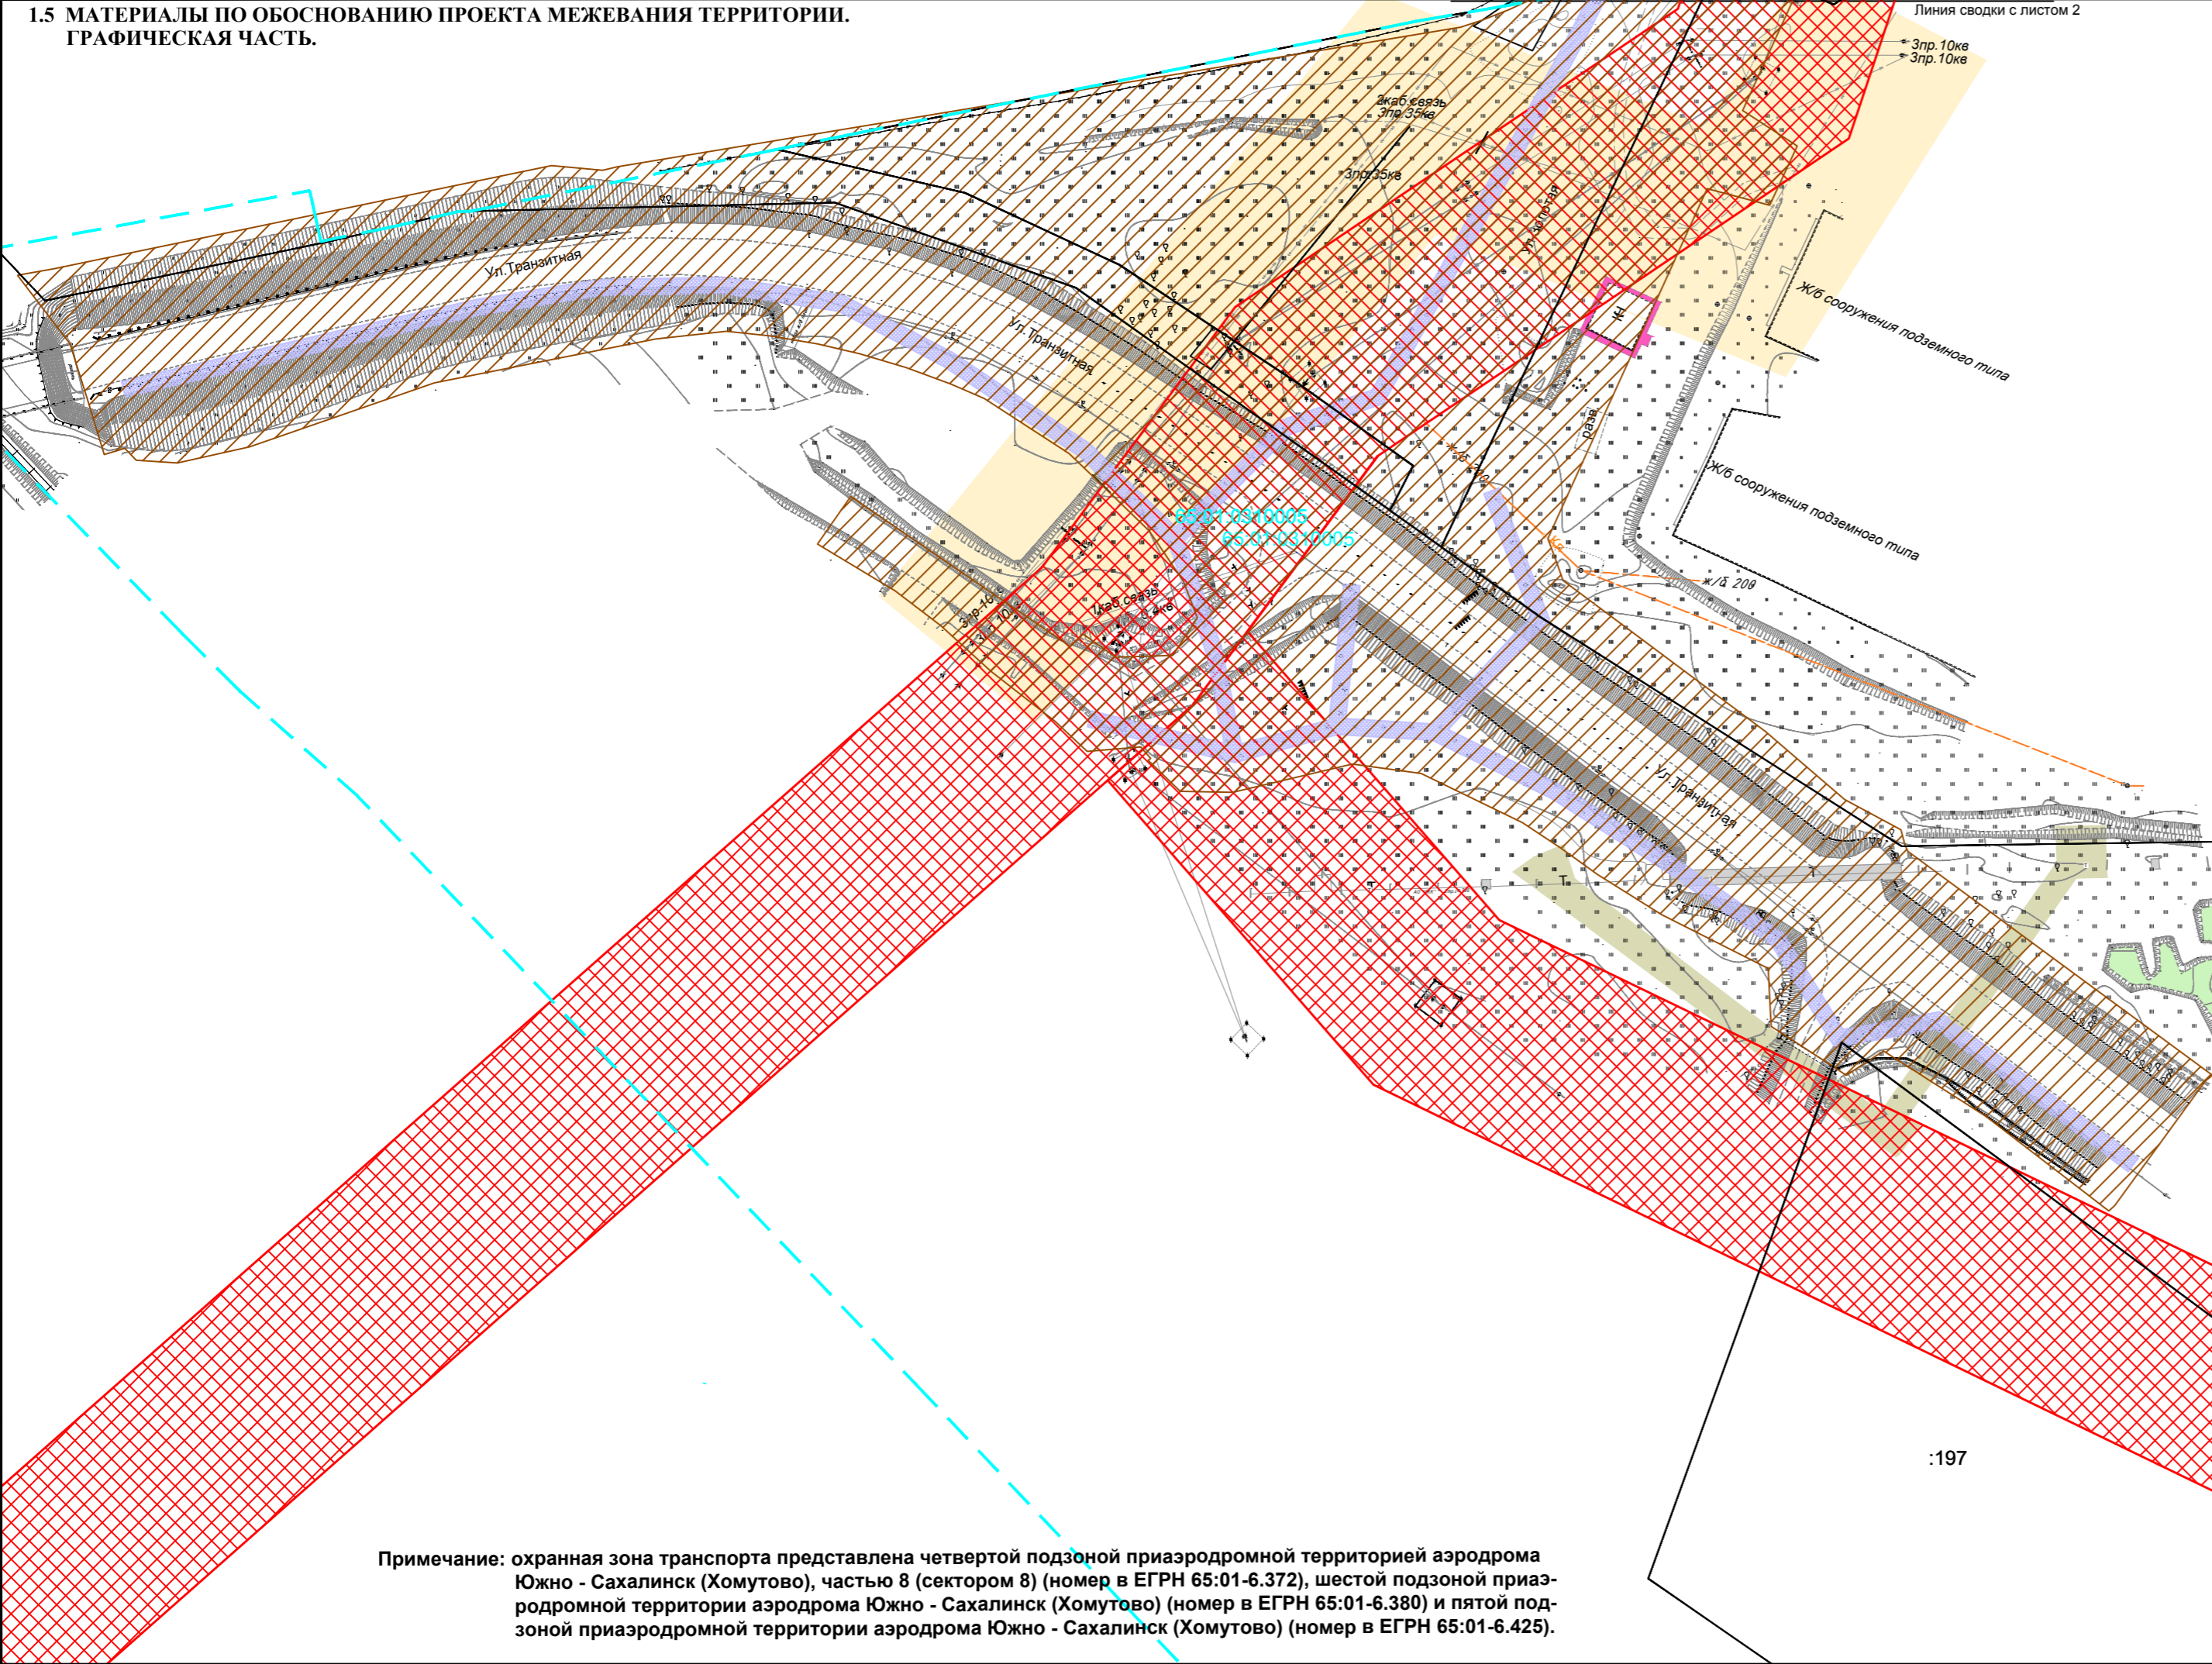 1.5 МАТЕРИАЛЫ ПО ОБОСНОВАНИЮ ПРОЕКТА МЕЖЕВАНИЯ ТЕРРИТОРИИ.
ГРАФИЧЕСКАЯ ЧАСТЬ.
Линия сводки с листом 2
3пр.10кв
3пр.10кв
2каб.связь
3пр.35кв
3пр.35кв
Ул.Транзитная
Ул.Транзитная
КН
Ж/б сооружения подземного типа
разв.
Ж/б сооружения подземного типа
65:01:0310005
65:01:0310005
ж/б 200
1каб.связь
0.4кв
Ул.Транзитная
:197
Примечание: охранная зона транспорта представлена четвертой подзоной приаэродромной территорией аэродрома
Южно - Сахалинск (Хомутово), частью 8 (сектором 8) (номер в ЕГРН 65:01-6.372), шестой подзоной приаэ-
родромной территории аэродрома Южно - Сахалинск (Хомутово) (номер в ЕГРН 65:01-6.380) и пятой под-
зоной приаэродромной территории аэродрома Южно - Сахалинск (Хомутово) (номер в ЕГРН 65:01-6.425).